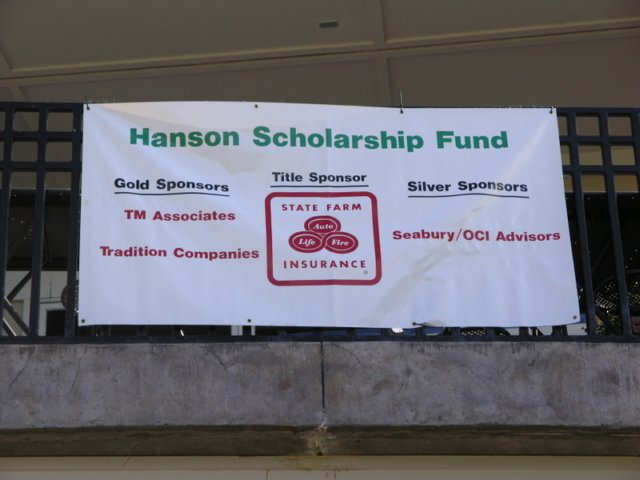 Hanson Scholarship Fund
Gold Sponsors
TM Associates
Tradition Companies
Title Sponsor
STATE FARM
Auto
Life Fire
INSURANCE
®
Silver Sponsors
Seabury/OCI Advisors